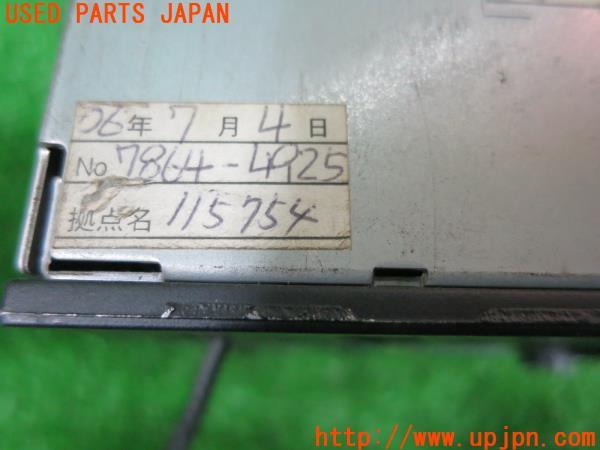 USED PARTS JAPAN
06年7月4日
No 7864-4925
拠点名 115754
http://www.upjpn.com/